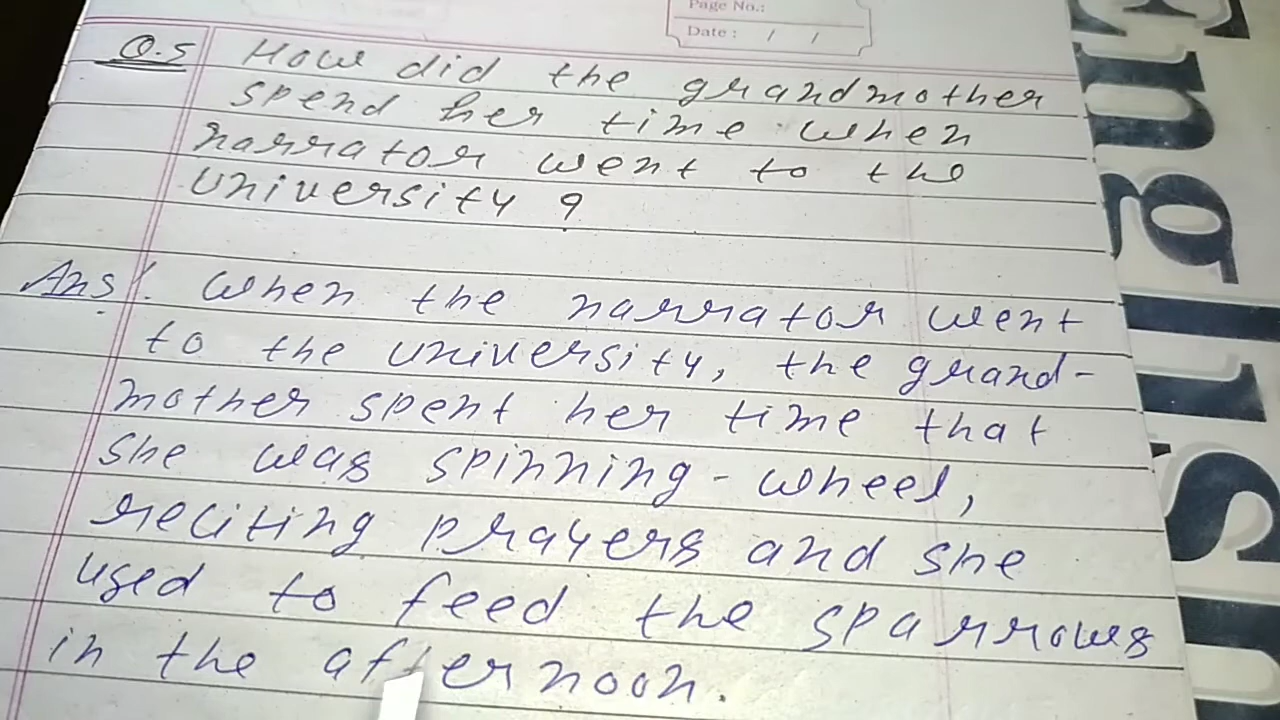 Page No.:
Date : / /
Q.5 How did the grandmother
spend her time when
narrator went to the
university ?
Ans. When the narrator went
to the university, the grand-
mother spent her time that
she was spinning-wheel,
reciting prayers and she
used to feed the sparrows
in the afternoon.
English